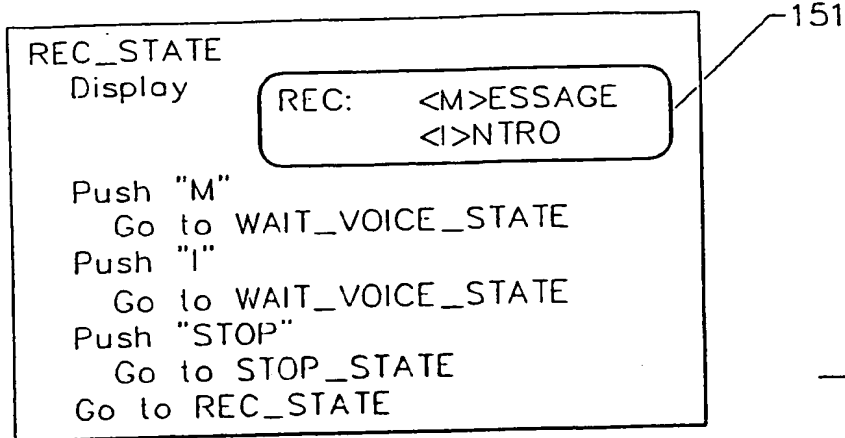 151
REC_STATE
Display
REC: <M>ESSAGE
<I>NTRO
Push "M"
Go to WAIT_VOICE_STATE
Push "I"
Go to WAIT_VOICE_STATE
Push "STOP"
Go to STOP_STATE
Go to REC_STATE